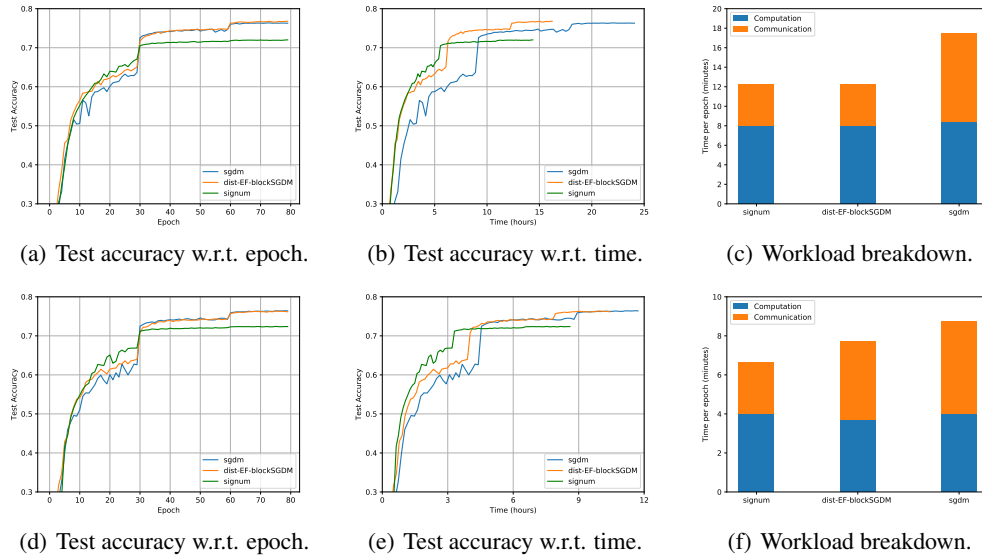 0.8
0.7
0.6
0.5
0.4
0.3
Test Accuracy
0 10 20 30 40 50 60 70 80
Epoch
sgdm
dist-EF-blockSGDM
signum
(a) Test accuracy w.r.t. epoch.
0.8
0.7
0.6
0.5
0.4
0.3
Test Accuracy
0 5 10 15 20 25
Time (hours)
sgdm
dist-EF-blockSGDM
signum
(b) Test accuracy w.r.t. time.
20
18
16
14
12
10
8
6
4
2
0
Time per epoch (minutes)
Computation
Communication
signum dist-EF-blockSGDM sgdm
(c) Workload breakdown.
0.8
0.7
0.6
0.5
0.4
0.3
Test Accuracy
0 10 20 30 40 50 60 70 80
Epoch
sgdm
dist-EF-blockSGDM
signum
(d) Test accuracy w.r.t. epoch.
0.8
0.7
0.6
0.5
0.4
0.3
Test Accuracy
0 3 6 9 12
Time (hours)
sgdm
dist-EF-blockSGDM
signum
(e) Test accuracy w.r.t. time.
10
8
6
4
2
0
Time per epoch (minutes)
Computation
Communication
signum dist-EF-blockSGDM sgdm
(f) Workload breakdown.